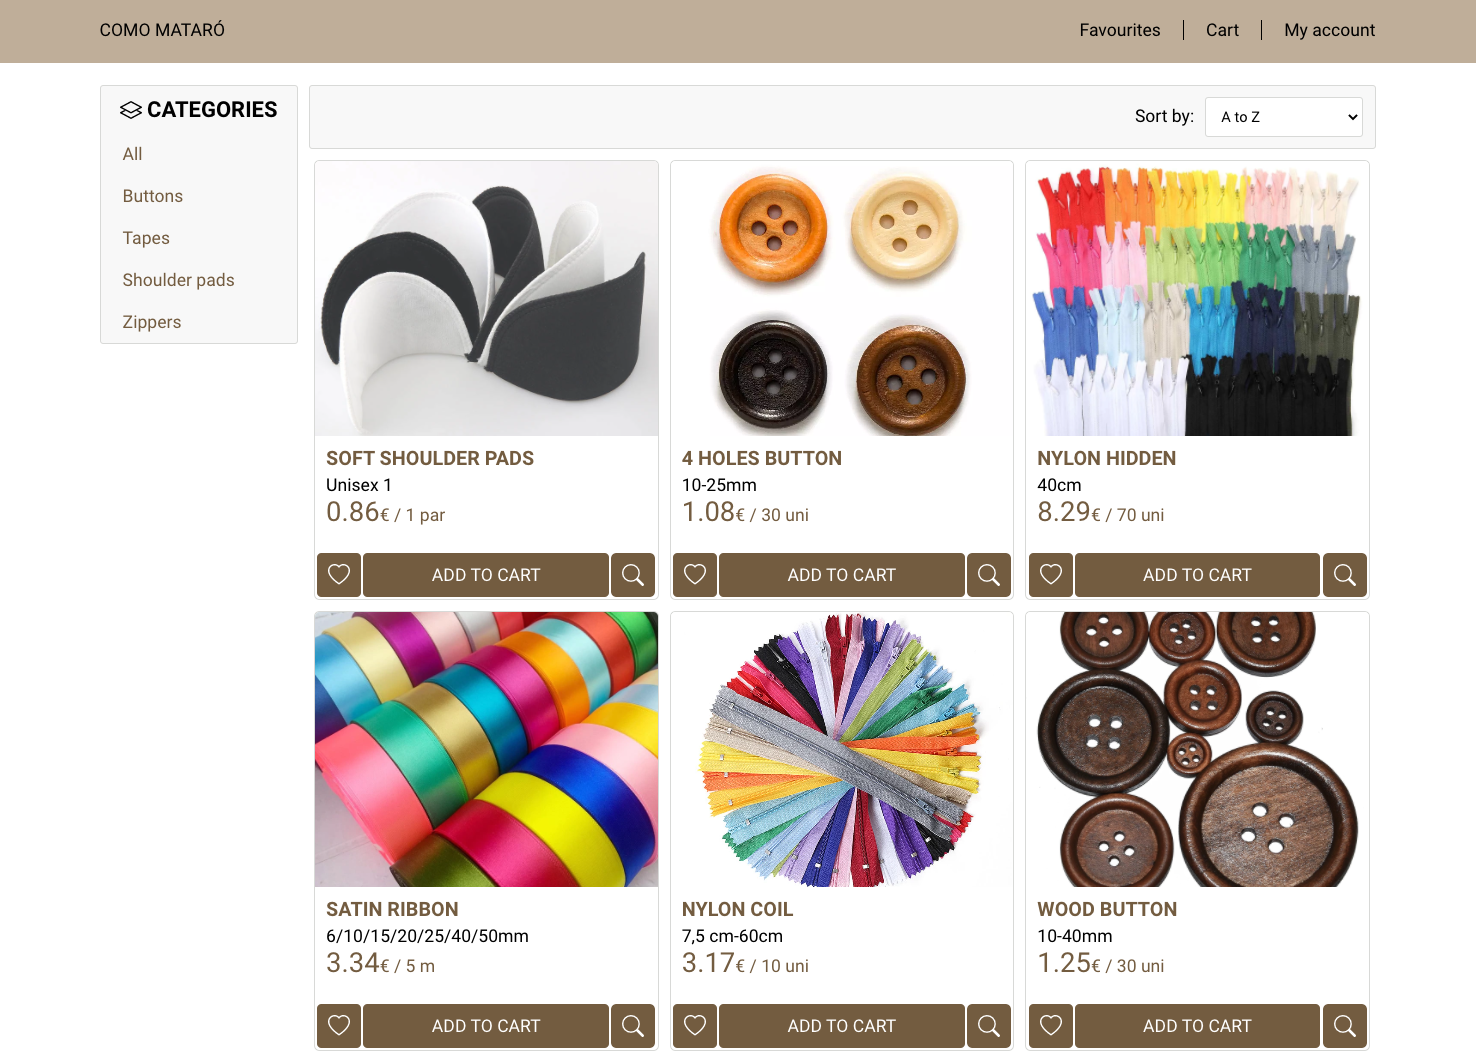 COMO MATARÓ
Favourites
Cart
My account
CATEGORIES
All
Buttons
Tapes
Shoulder pads
Zippers
Sort by:
A to Z
SOFT SHOULDER PADS
Unisex 1
0.86€ / 1 par
ADD TO CART
4 HOLES BUTTON
10-25mm
1.08€ / 30 uni
ADD TO CART
NYLON HIDDEN
40cm
8.29€ / 70 uni
ADD TO CART
SATIN RIBBON
6/10/15/20/25/40/50mm
3.34€ / 5 m
ADD TO CART
NYLON COIL
7,5 cm-60cm
3.17€ / 10 uni
ADD TO CART
WOOD BUTTON
10-40mm
1.25€ / 30 uni
ADD TO CART